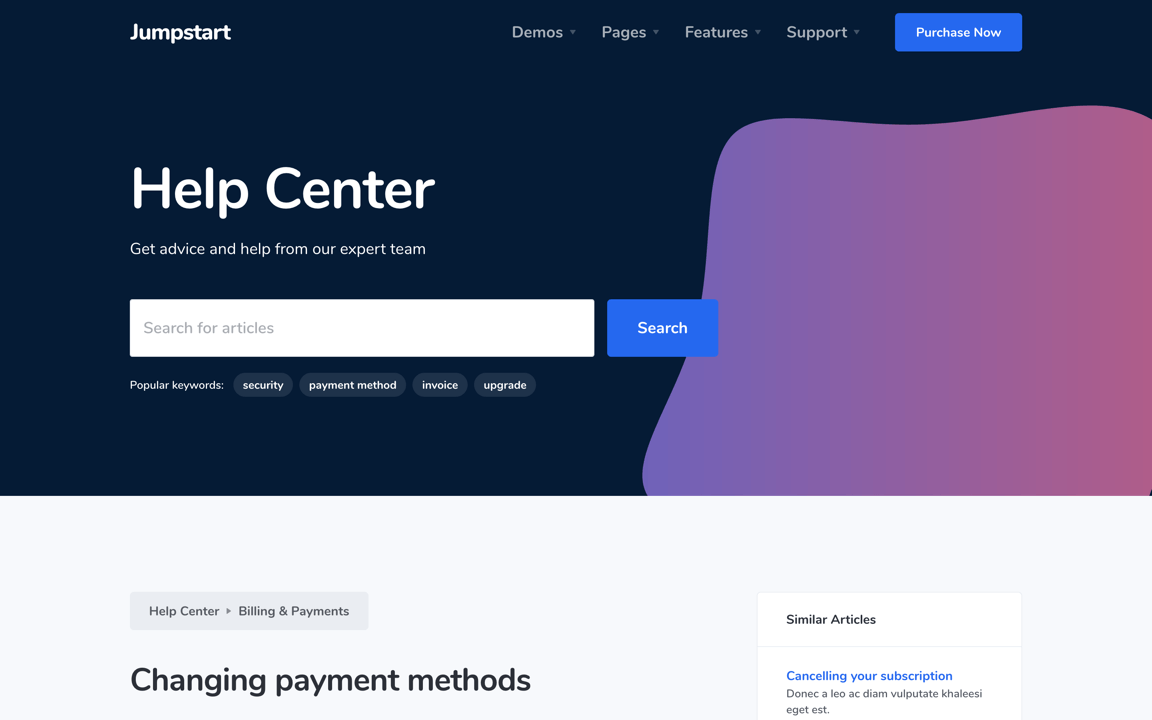 Jumpstart
Demos Pages Features Support Purchase Now
Help Center
Get advice and help from our expert team
Search for articles Search
Popular keywords: security payment method invoice upgrade
Help Center Billing & Payments
Changing payment methods
Similar Articles
Cancelling your subscription
Donec a leo ac diam vulputate khaleesi
eget est.